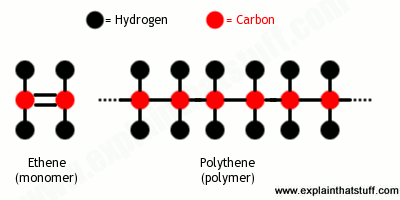 = Hydrogen = Carbon
Ethene
(monomer)
Polythene
(polymer)
www.explainthatstuff.com